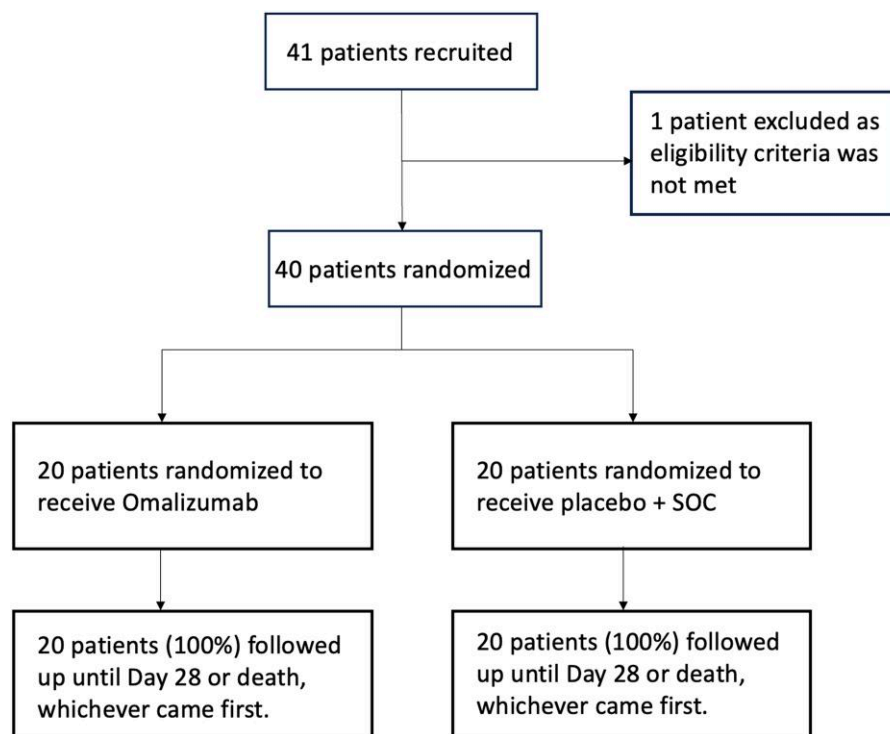 41 patients recruited
1 patient excluded as
eligibility criteria was
not met
40 patients randomized
20 patients randomized to
receive Omalizumab
20 patients randomized to
receive placebo + SOC
20 patients (100%) followed
up until Day 28 or death,
whichever came first.
20 patients (100%) followed
up until Day 28 or death,
whichever came first.